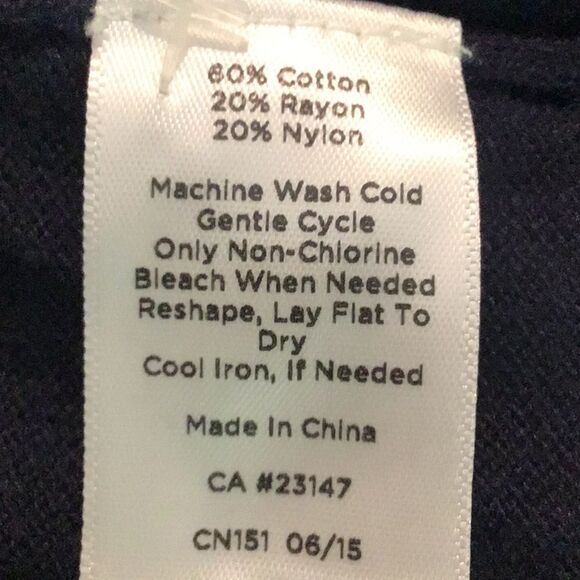 60% Cotton
20% Rayon
20% Nylon
Machine Wash Cold
Gentle Cycle
Only Non-Chlorine
Bleach When Needed
Reshape, Lay Flat To
Dry
Cool Iron, If Needed
Made In China
CA #23147
CN151 06/15